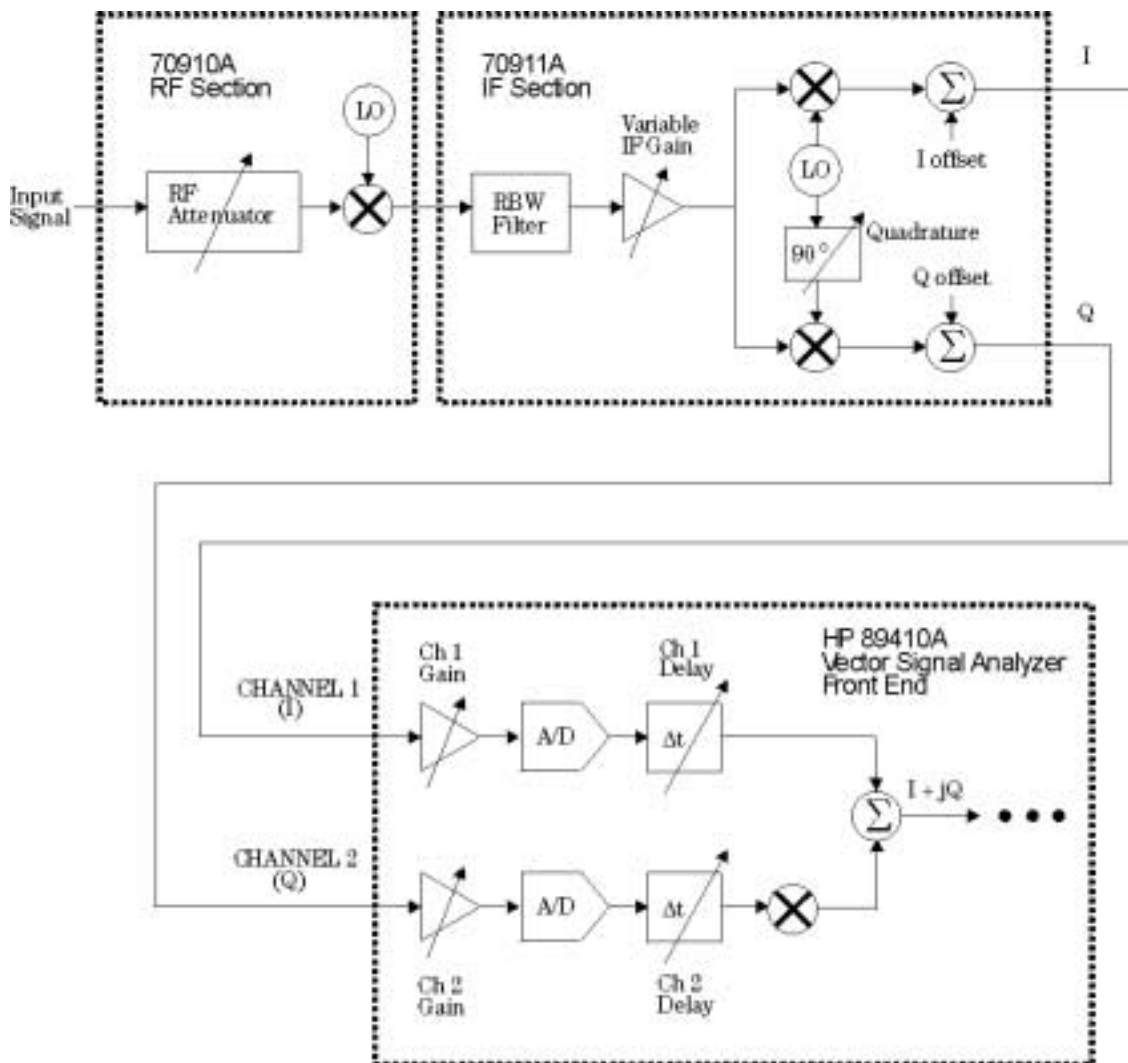 70910A
RF Section
LO
Input
Signal
RF
Attenuator
70911A
IF Section
Variable
IF Gain
RBW
Filter
LO
90°
Quadrature
Σ
I offset
Q offset
Σ
I
Q
HP 89410A
Vector Signal Analyzer
Front End
CHANNEL 1
(I)
Ch 1
Gain
A/D
Ch 1
Delay
Δt
Σ
I + jQ
CHANNEL 2
(Q)
A/D
Δt
Ch 2
Gain
Ch 2
Delay